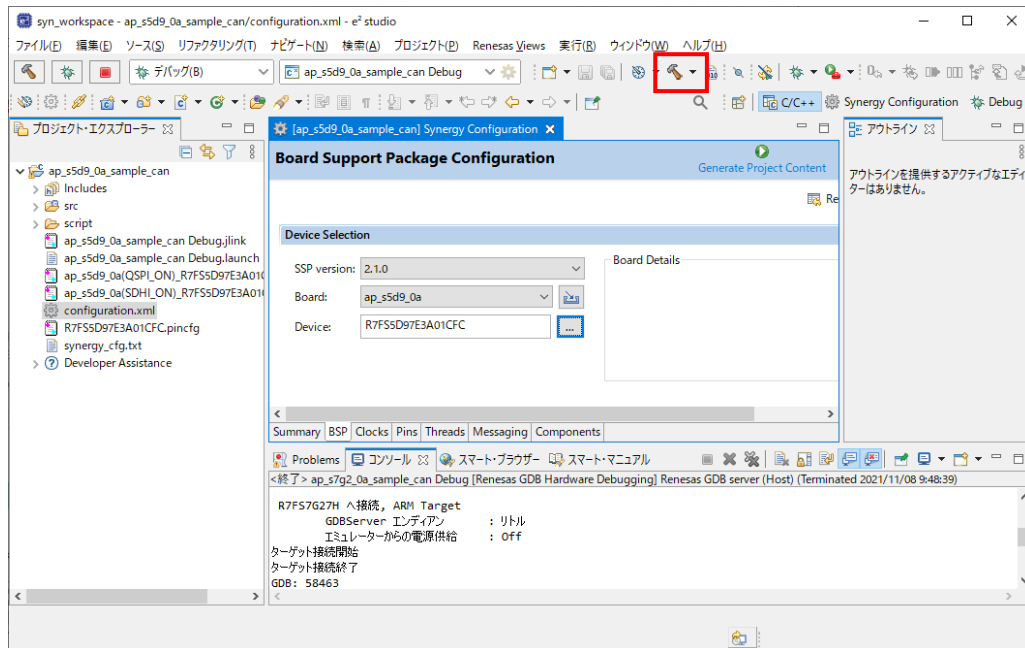 syn_workspace - ap_s5d9_0a_sample_can/configuration.xml - e² studio
ファイル(F) 編集(E) ソース(S) リファクタリング(T) ナビゲート(N) 検索(A) プロジェクト(P) Renesas Views 実行(R) ウィンドウ(W) ヘルプ(H)
デバッグ(B) ap_s5d9_0a_sample_can Debug
C/C++ Synergy Configuration Debug
プロジェクト・エクスプローラー
ap_s5d9_0a_sample_can
Includes
src
script
ap_s5d9_0a_sample_can Debug.jlink
ap_s5d9_0a_sample_can Debug.launch
ap_s5d9_0a(QSPI_ON)_R7FS5D97E3A01
ap_s5d9_0a(SDHI_ON)_R7FS5D97E3A01
configuration.xml
R7FS5D97E3A01CFC.pincfg
synergy_cfg.txt
Developer Assistance
[ap_s5d9_0a_sample_can] Synergy Configuration
Board Support Package Configuration
Generate Project Content
Re
Device Selection
SSP version: 2.1.0
Board: ap_s5d9_0a
Device: R7FS5D97E3A01CFC ...
Board Details
Summary BSP Clocks Pins Threads Messaging Components
アウトライン
アウトラインを提供するアクティブなエディ
ターはありません。
Problems コンソール スマート・ブラウザー スマート・マニュアル
<終了> ap_s7g2_0a_sample_can Debug [Renesas GDB Hardware Debugging] Renesas GDB server (Host) (Terminated 2021/11/08 9:48:39)
R7FS7G27H へ接続, ARM Target
GDBServer エンディアン : リトル
エミュレーターからの電源供給 : Off
ターゲット接続開始
ターゲット接続終了
GDB: 58463